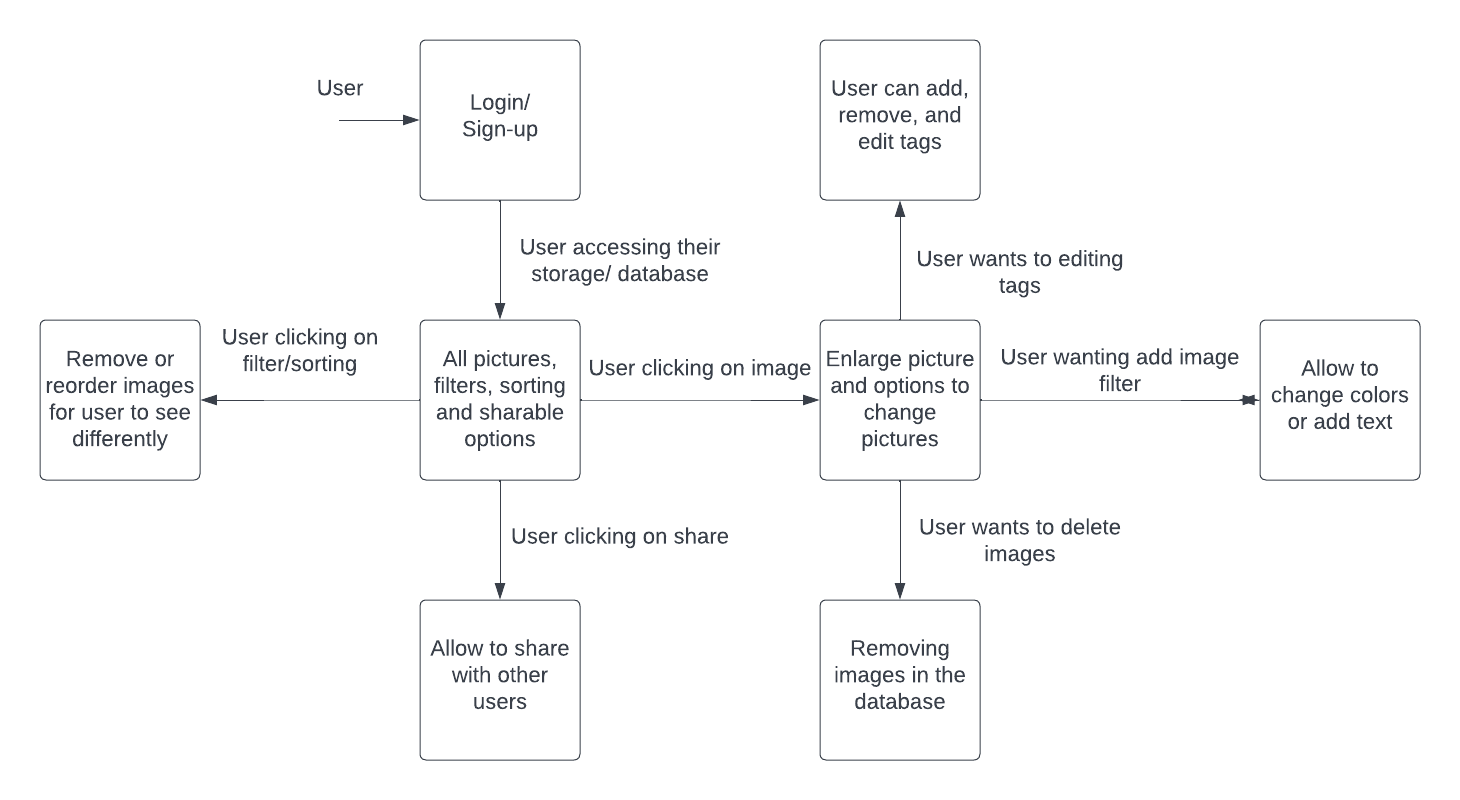 User
Login/
Sign-up
User can add,
remove, and
edit tags
User accessing their
storage/ database
User wants to editing
tags
Remove or
reorder images
for user to see
differently
User clicking on
filter/sorting
All pictures,
filters, sorting
and sharable
options
User clicking on image
Enlarge picture
and options to
change
pictures
User wanting add image
filter
Allow to
change colors
or add text
User clicking on share
User wants to delete
images
Allow to share
with other
users
Removing
images in the
database